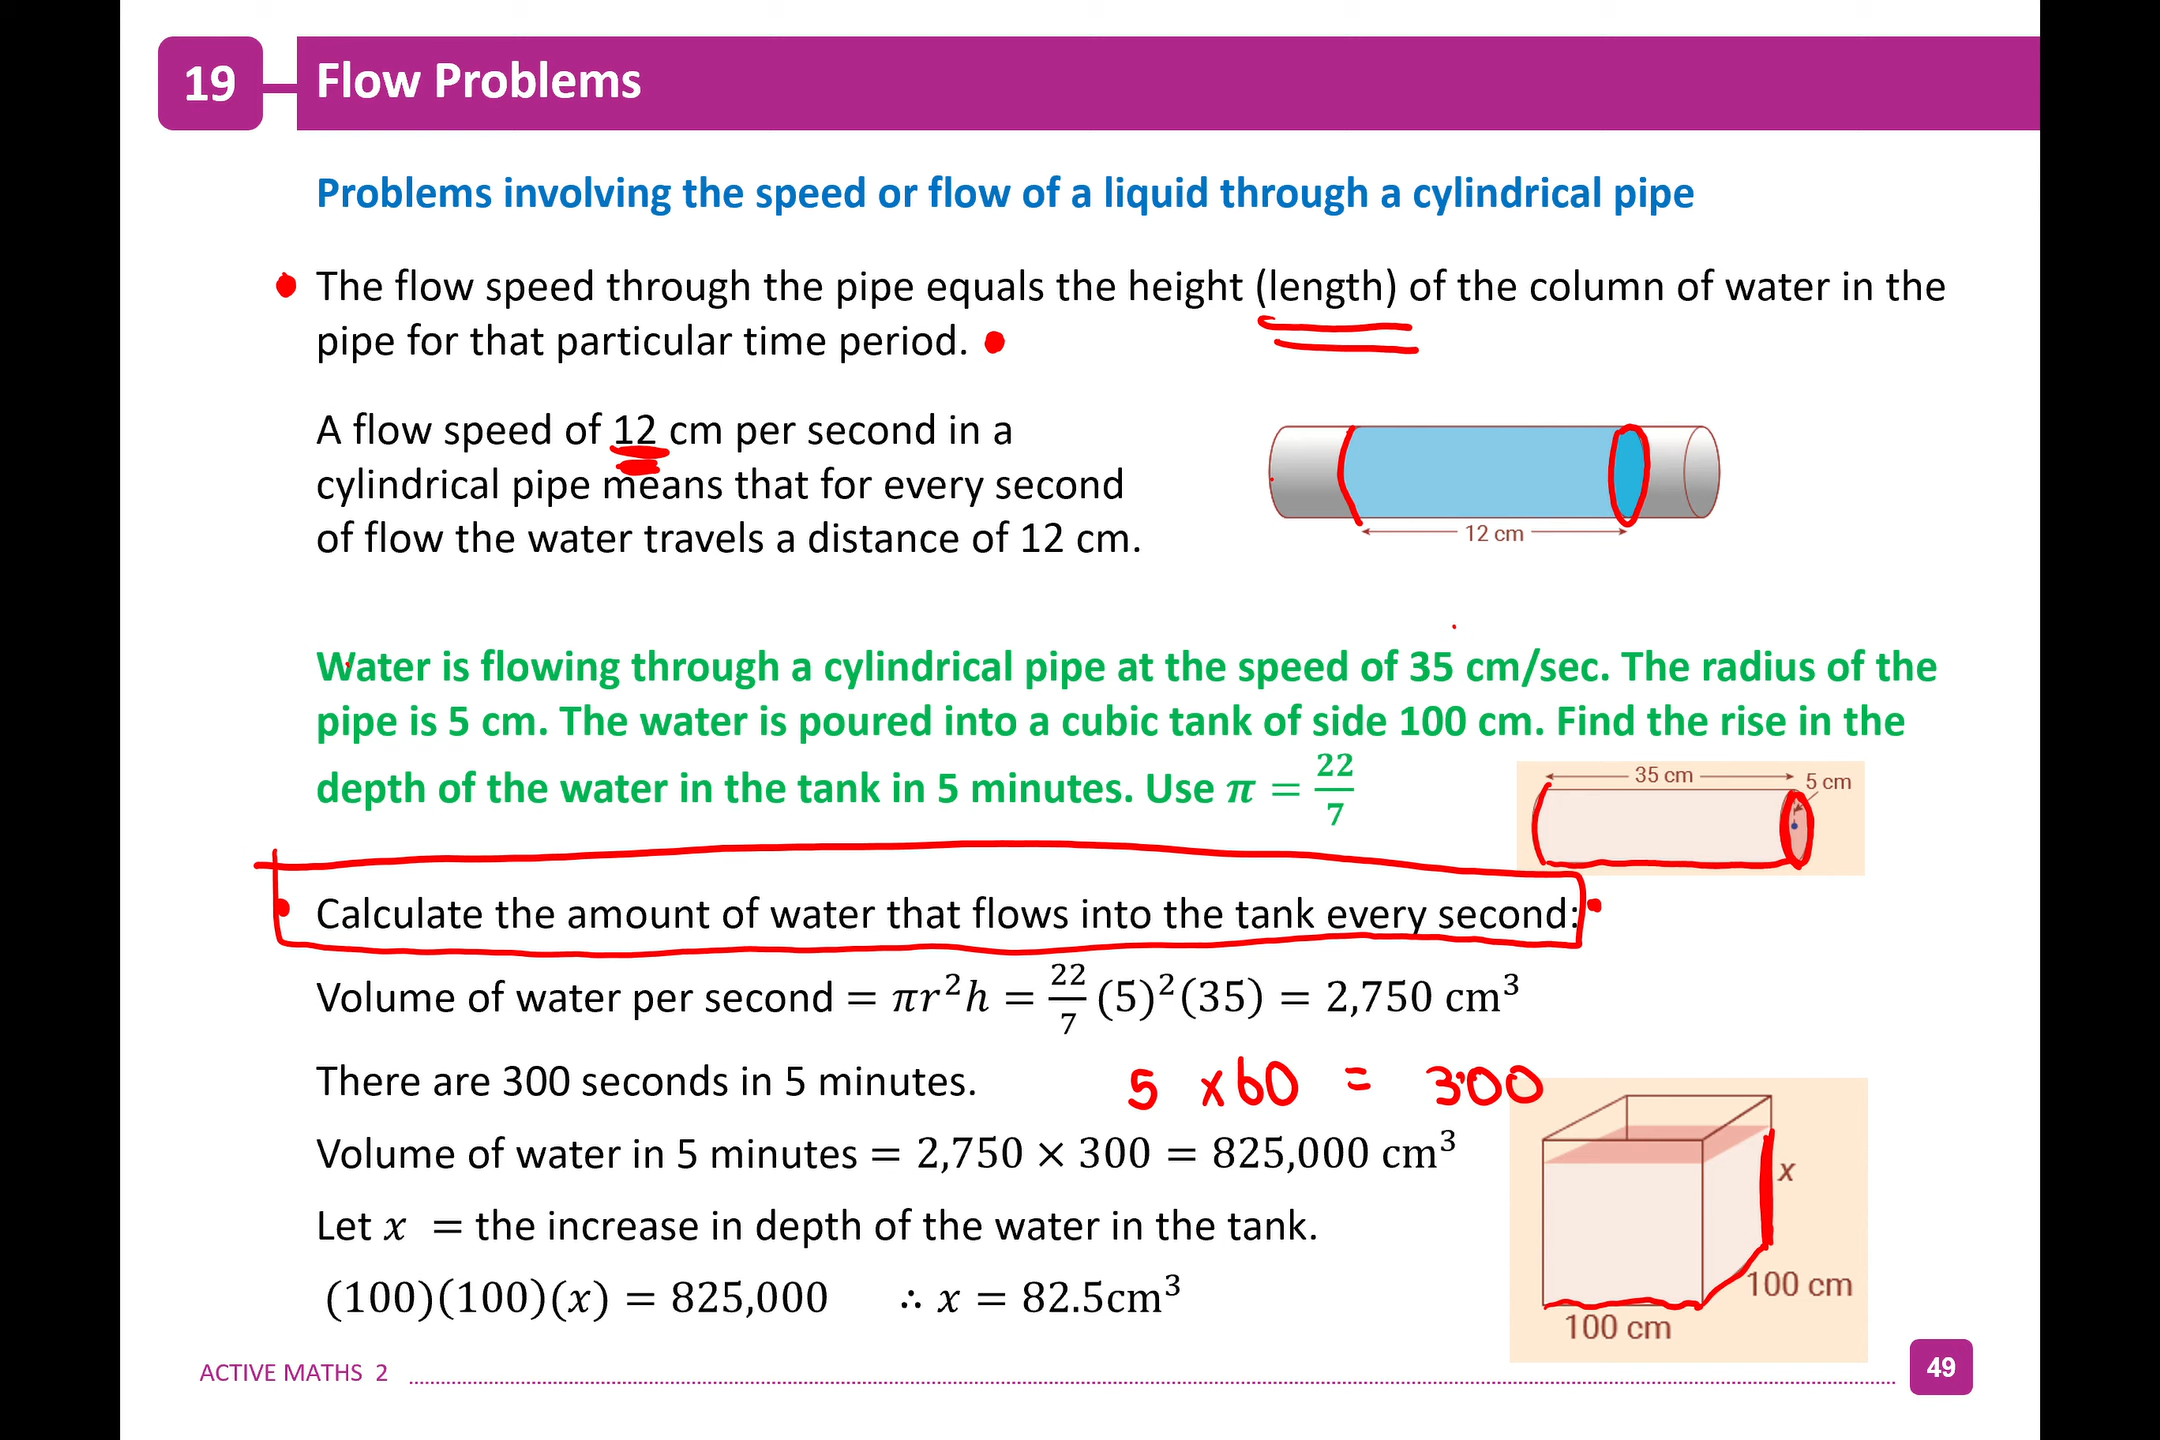 19 Flow Problems
Problems involving the speed or flow of a liquid through a cylindrical pipe
The flow speed through the pipe equals the height (length) of the column of water in the
pipe for that particular time period.
A flow speed of 12 cm per second in a
cylindrical pipe means that for every second
of flow the water travels a distance of 12 cm.
12 cm
Water is flowing through a cylindrical pipe at the speed of 35 cm/sec. The radius of the
pipe is 5 cm. The water is poured into a cubic tank of side 100 cm. Find the rise in the
depth of the water in the tank in 5 minutes. Use π = 22/7
35 cm
5 cm
Calculate the amount of water that flows into the tank every second:
Volume of water per second = πr²h = 22/7 (5)²(35) = 2,750 cm³
There are 300 seconds in 5 minutes.
5 x 60 = 300
Volume of water in 5 minutes = 2,750 × 300 = 825,000 cm³
Let x = the increase in depth of the water in the tank.
(100)(100)(x) = 825,000 ∴ x = 82.5cm³
x
100 cm
100 cm
ACTIVE MATHS 2
49